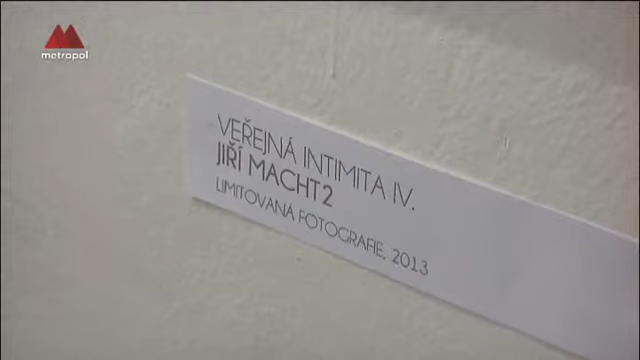 metropol
VEŘEJNÁ INTIMITA IV.
JIŘÍ MACHT2
LIMITOVANÁ FOTOGRAFIE, 2013